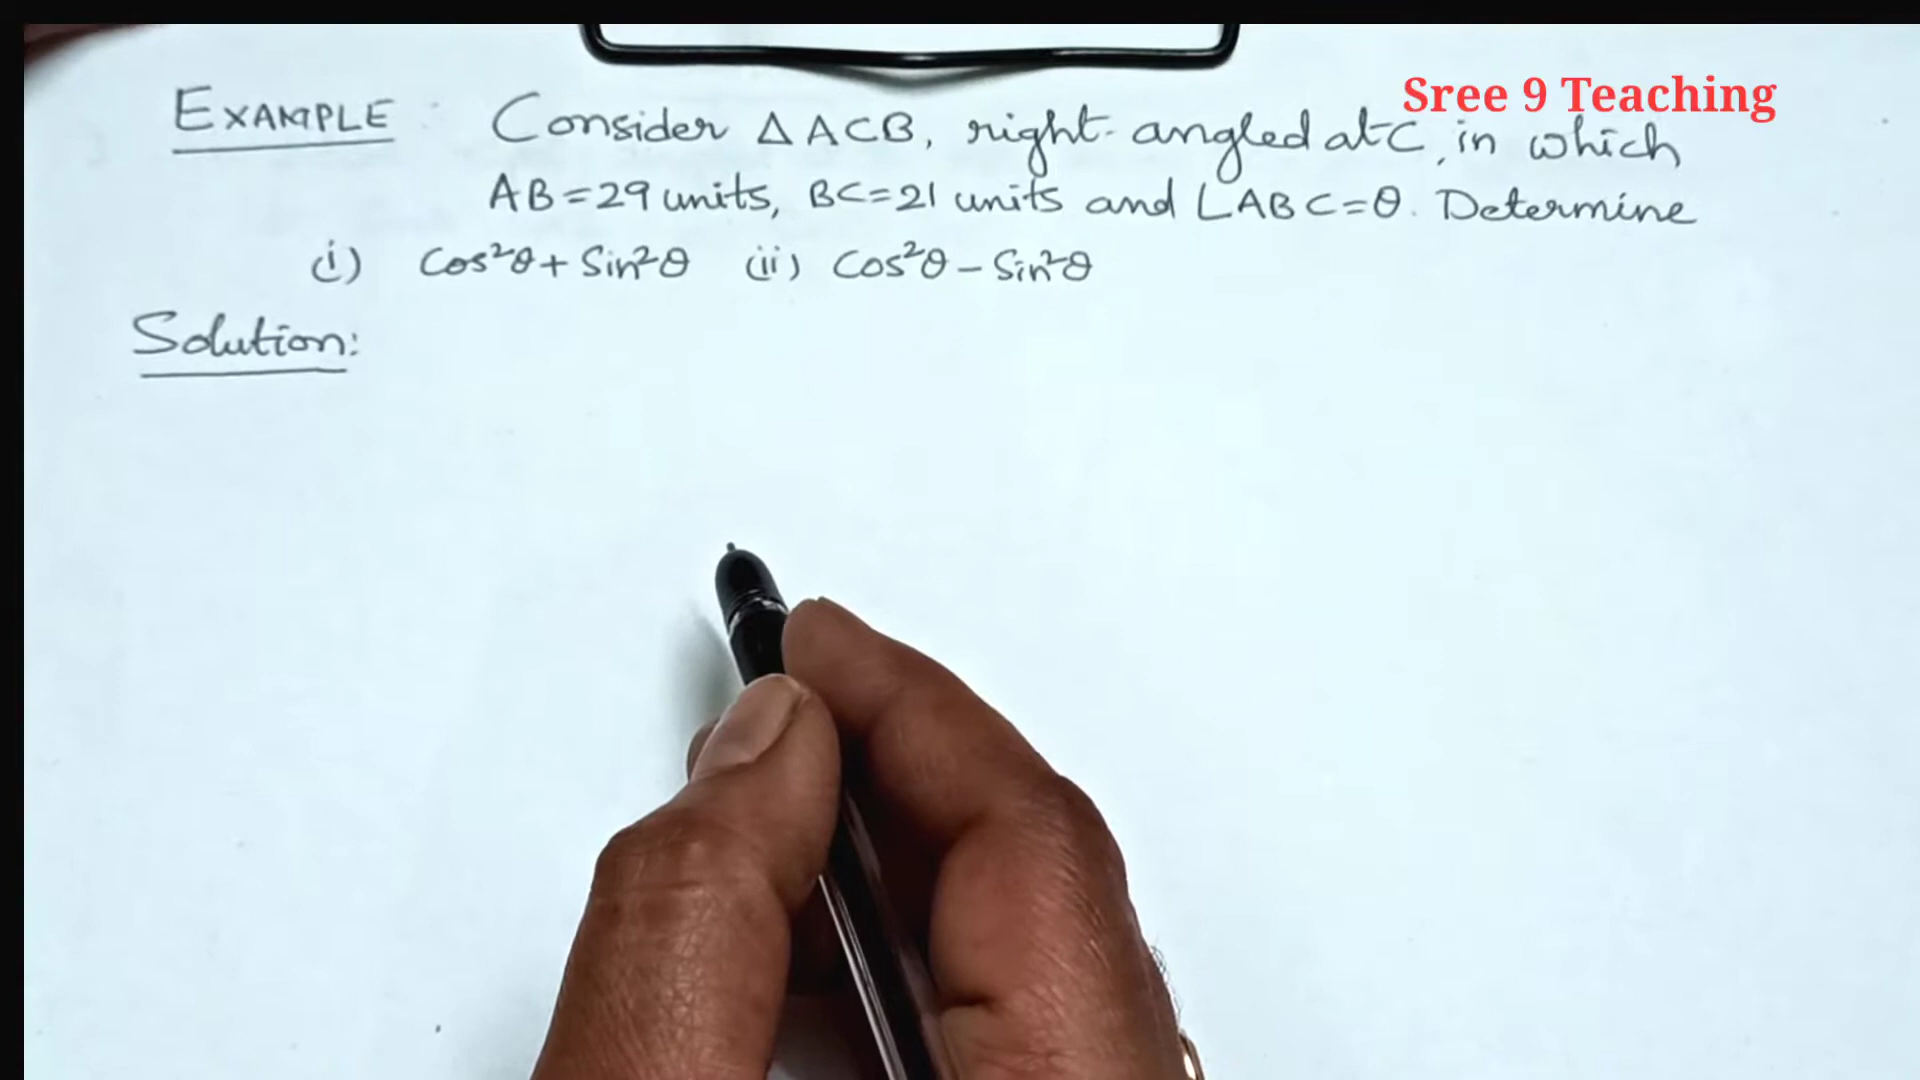 Sree 9 Teaching
EXAMPLE : Consider Δ ACB, right-angled at C, in which
AB = 29 units, BC = 21 units and ∠ABC = θ. Determine
(i) Cos²θ + Sin²θ (ii) Cos²θ − Sin²θ
Solution: